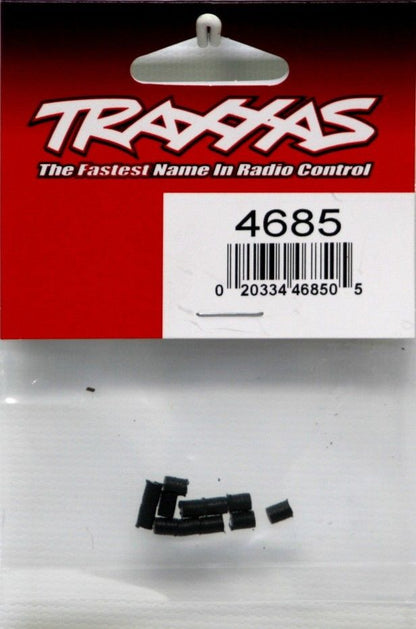 TRAXXAS
The Fastest Name In Radio Control
4685
0 20334 46850 5